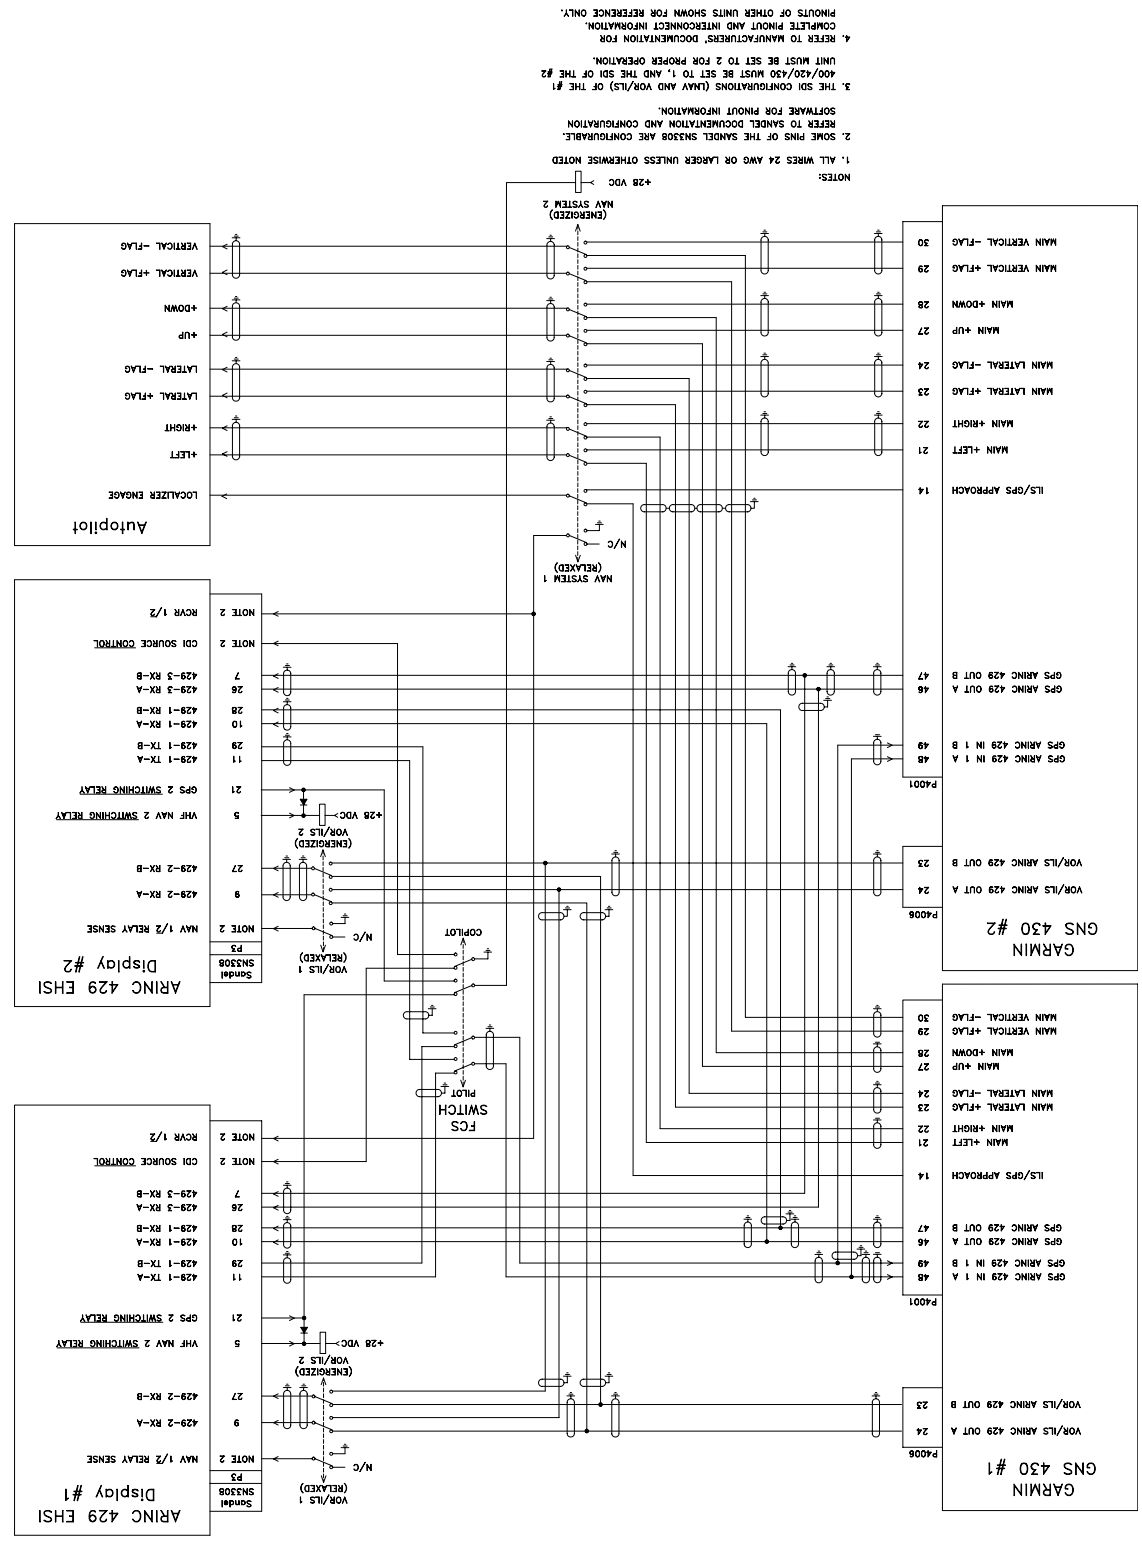 GARMIN
GNS 430 #1
P4006
VOR/ILS ARINC 429 OUT A 24
VOR/ILS ARINC 429 OUT B 23
P4001
GPS ARINC 429 IN 1 A 48
GPS ARINC 429 IN 1 B 49
GPS ARINC 429 OUT A 46
GPS ARINC 429 OUT B 47
ILS/GPS APPROACH 14
MAIN +LEFT 21
MAIN +RIGHT 22
MAIN LATERAL +FLAG 23
MAIN LATERAL -FLAG 24
MAIN +UP 27
MAIN +DOWN 28
MAIN VERTICAL +FLAG 29
MAIN VERTICAL -FLAG 30
VOR/ILS 1
(RELAXED)
N/C
(ENERGIZED)
VOR/ILS 2
+28 VDC
ARINC 429 EHSI
Display #1
Sandel
SN3308
P3
NOTE 2 NAV 1/2 RELAY SENSE
9 429-2 RX-A
27 429-2 RX-B
5 VHF NAV 2 SWITCHING RELAY
21 GPS 2 SWITCHING RELAY
11 429-1 TX-A
29 429-1 TX-B
10 429-1 RX-A
28 429-1 RX-B
26 429-3 RX-A
7 429-3 RX-B
NOTE 2 CDI SOURCE CONTROL
NOTE 2 RCVR 1/2
FCS
SWITCH
PILOT
COPILOT
GARMIN
GNS 430 #2
P4006
VOR/ILS ARINC 429 OUT A 24
VOR/ILS ARINC 429 OUT B 23
P4001
GPS ARINC 429 IN 1 A 48
GPS ARINC 429 IN 1 B 49
GPS ARINC 429 OUT A 46
GPS ARINC 429 OUT B 47
ILS/GPS APPROACH 14
MAIN +LEFT 21
MAIN +RIGHT 22
MAIN LATERAL +FLAG 23
MAIN LATERAL -FLAG 24
MAIN +UP 27
MAIN +DOWN 28
MAIN VERTICAL +FLAG 29
MAIN VERTICAL -FLAG 30
VOR/ILS 1
(RELAXED)
N/C
(ENERGIZED)
VOR/ILS 2
+28 VDC
ARINC 429 EHSI
Display #2
Sandel
SN3308
P3
NOTE 2 NAV 1/2 RELAY SENSE
9 429-2 RX-A
27 429-2 RX-B
5 VHF NAV 2 SWITCHING RELAY
21 GPS 2 SWITCHING RELAY
11 429-1 TX-A
29 429-1 TX-B
10 429-1 RX-A
28 429-1 RX-B
26 429-3 RX-A
7 429-3 RX-B
NOTE 2 CDI SOURCE CONTROL
NOTE 2 RCVR 1/2
NAV SYSTEM 1
(RELAXED)
N/C
(ENERGIZED)
NAV SYSTEM 2
+28 VDC
Autopilot
LOCALIZER ENGAGE
+LEFT
+RIGHT
LATERAL +FLAG
LATERAL -FLAG
+UP
+DOWN
VERTICAL +FLAG
VERTICAL -FLAG
NOTES:
1. ALL WIRES 24 AWG OR LARGER UNLESS OTHERWISE NOTED
2. SOME PINS OF THE SANDEL SN3308 ARE CONFIGURABLE.
REFER TO SANDEL DOCUMENTATION AND CONFIGURATION
SOFTWARE FOR PINOUT INFORMATION.
3. THE SDI CONFIGURATIONS (LNAV AND VOR/ILS) OF THE #1
400/420/430 MUST BE SET TO 1, AND THE SDI OF THE #2
UNIT MUST BE SET TO 2 FOR PROPER OPERATION.
4. REFER TO MANUFACTURERS' DOCUMENTATION FOR
COMPLETE PINOUT AND INTERCONNECT INFORMATION.
PINOUTS OF OTHER UNITS SHOWN FOR REFERENCE ONLY.